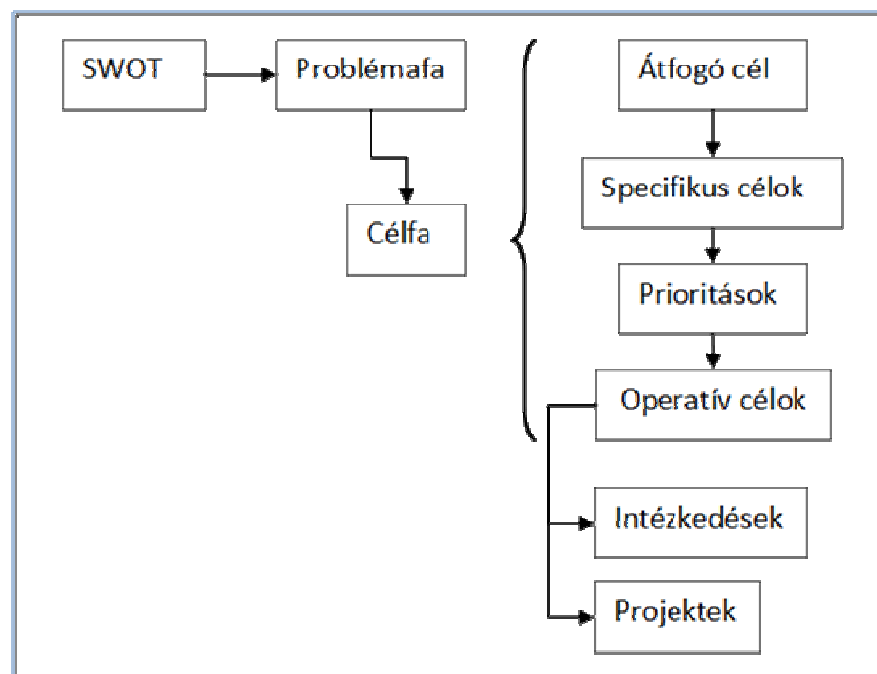 SWOT
Problémafa
Célfa
Átfogó cél
Specifikus célok
Prioritások
Operatív célok
Intézkedések
Projektek